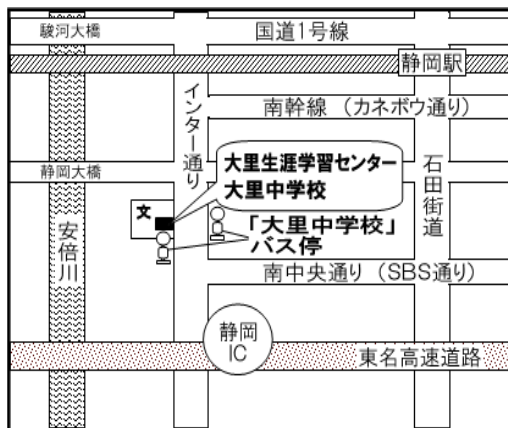 駿河大橋
国道1号線
静岡駅
インター通り
南幹線 (カネボウ通り)
静岡大橋
大里生涯学習センター
大里中学校
石田街道
文
「大里中学校」
バス停
安倍川
南中央通り (SBS通り)
静岡
IC
東名高速道路